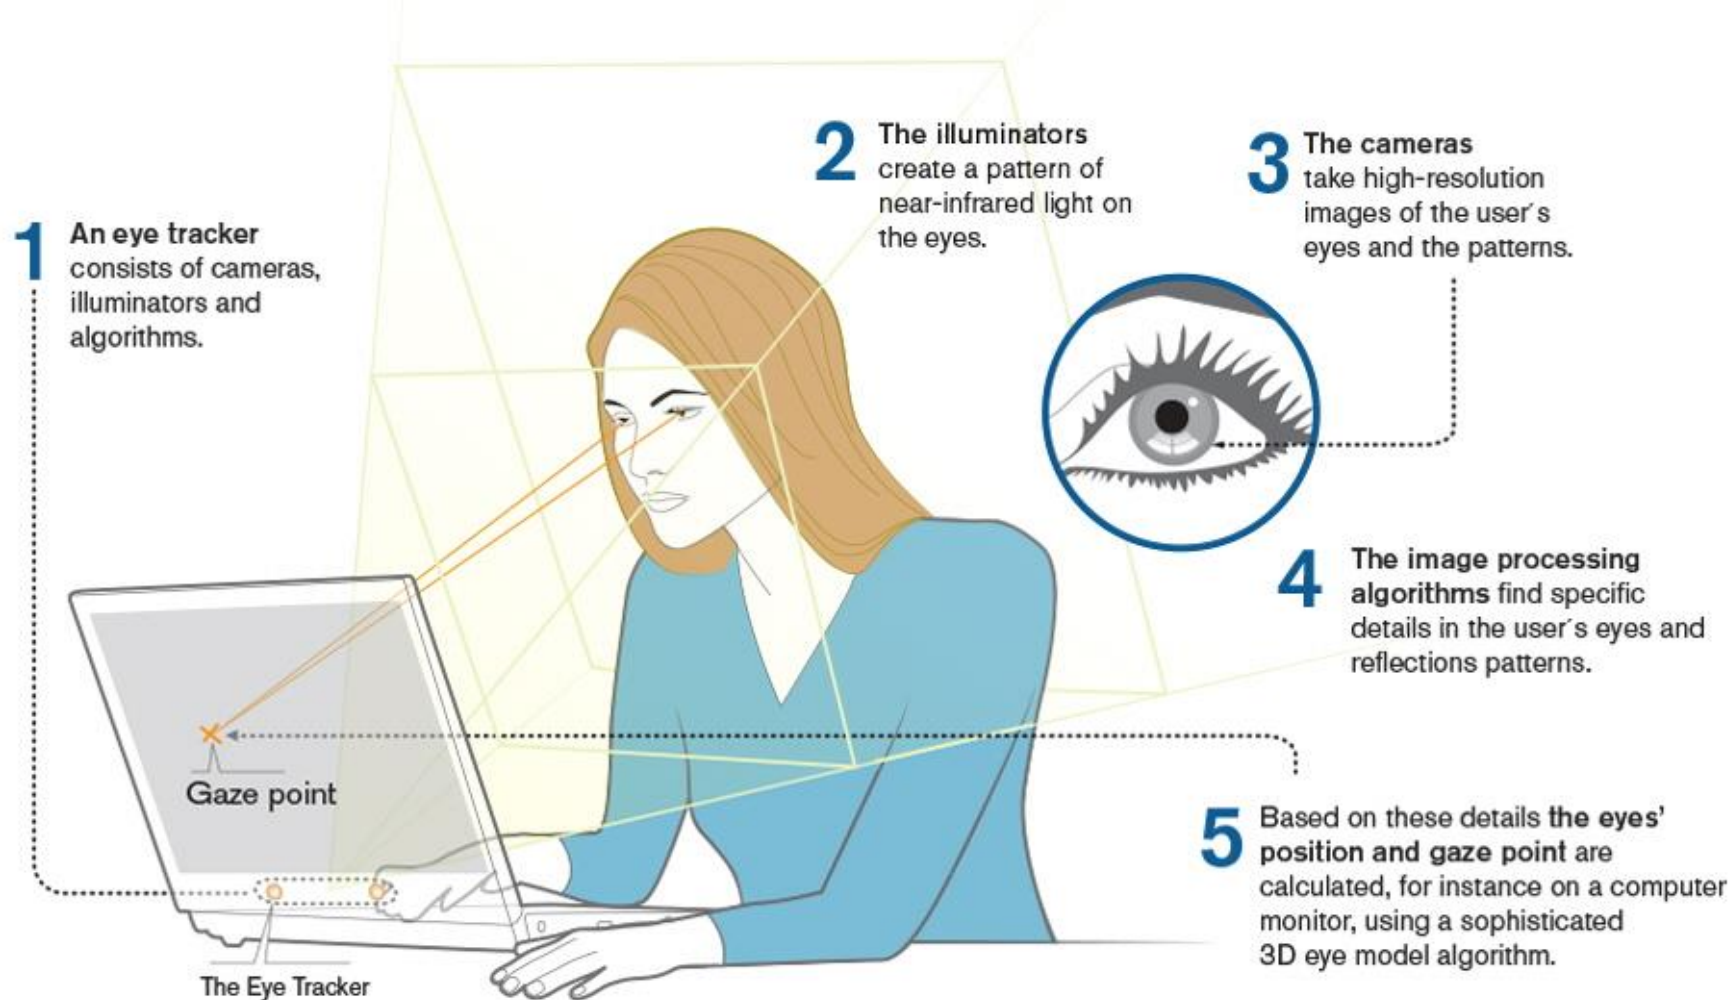 1
An eye tracker
consists of cameras,
illuminators and
algorithms.
2
The illuminators
create a pattern of
near-infrared light on
the eyes.
3
The cameras
take high-resolution
images of the user´s
eyes and the patterns.
4
The image processing
algorithms find specific
details in the user´s eyes and
reflections patterns.
5
Based on these details the eyes’
position and gaze point are
calculated, for instance on a computer
monitor, using a sophisticated
3D eye model algorithm.
Gaze point
The Eye Tracker